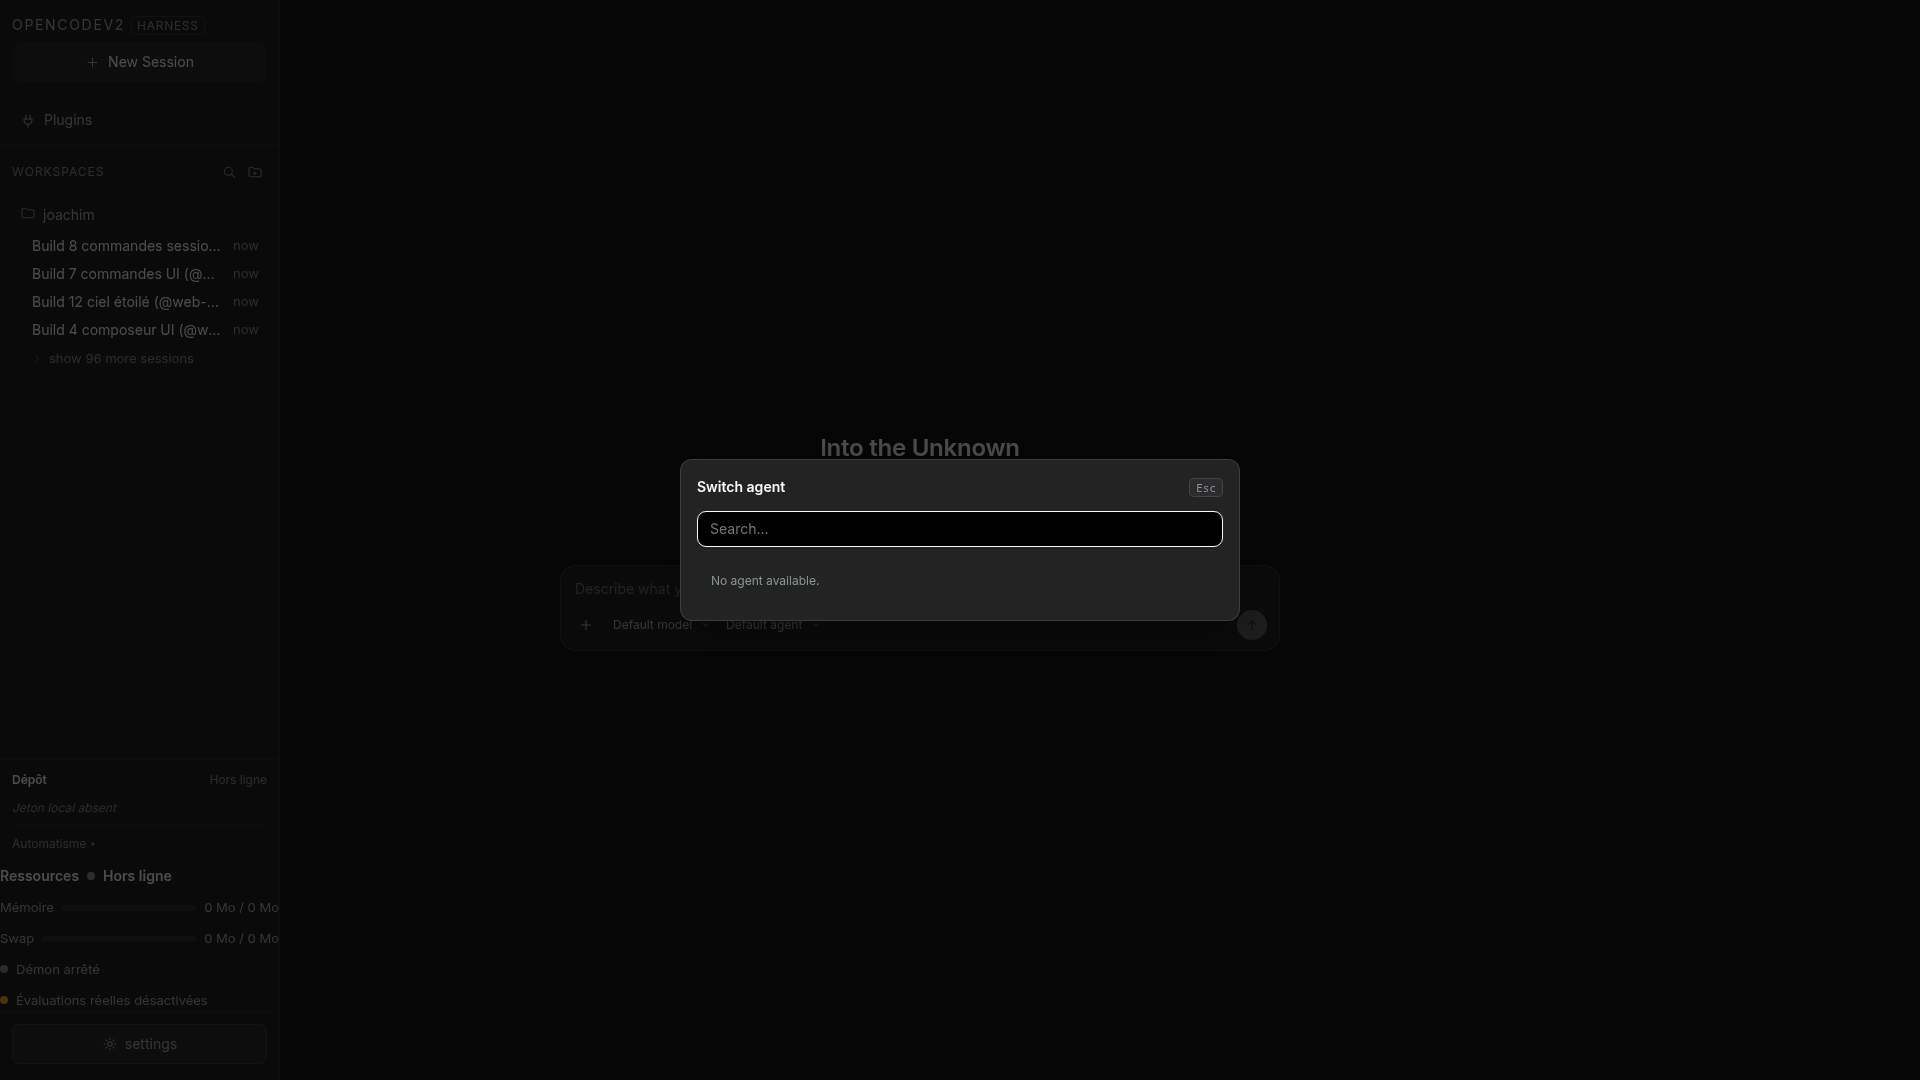 OPENCODEV2 HARNESS
New Session
Plugins
WORKSPACES
joachim
Build 8 commandes sessio... now
Build 7 commandes UI (@... now
Build 12 ciel étoilé (@web-... now
Build 4 composeur UI (@w... now
show 96 more sessions
Dépôt Hors ligne
Jeton local absent
Automatisme
Ressources Hors ligne
Mémoire 0 Mo / 0 Mo
Swap 0 Mo / 0 Mo
Démon arrêté
Évaluations réelles désactivées
settings
Into the Unknown
Switch agent Esc
Search...
No agent available.
Describe what y
Default model Default agent